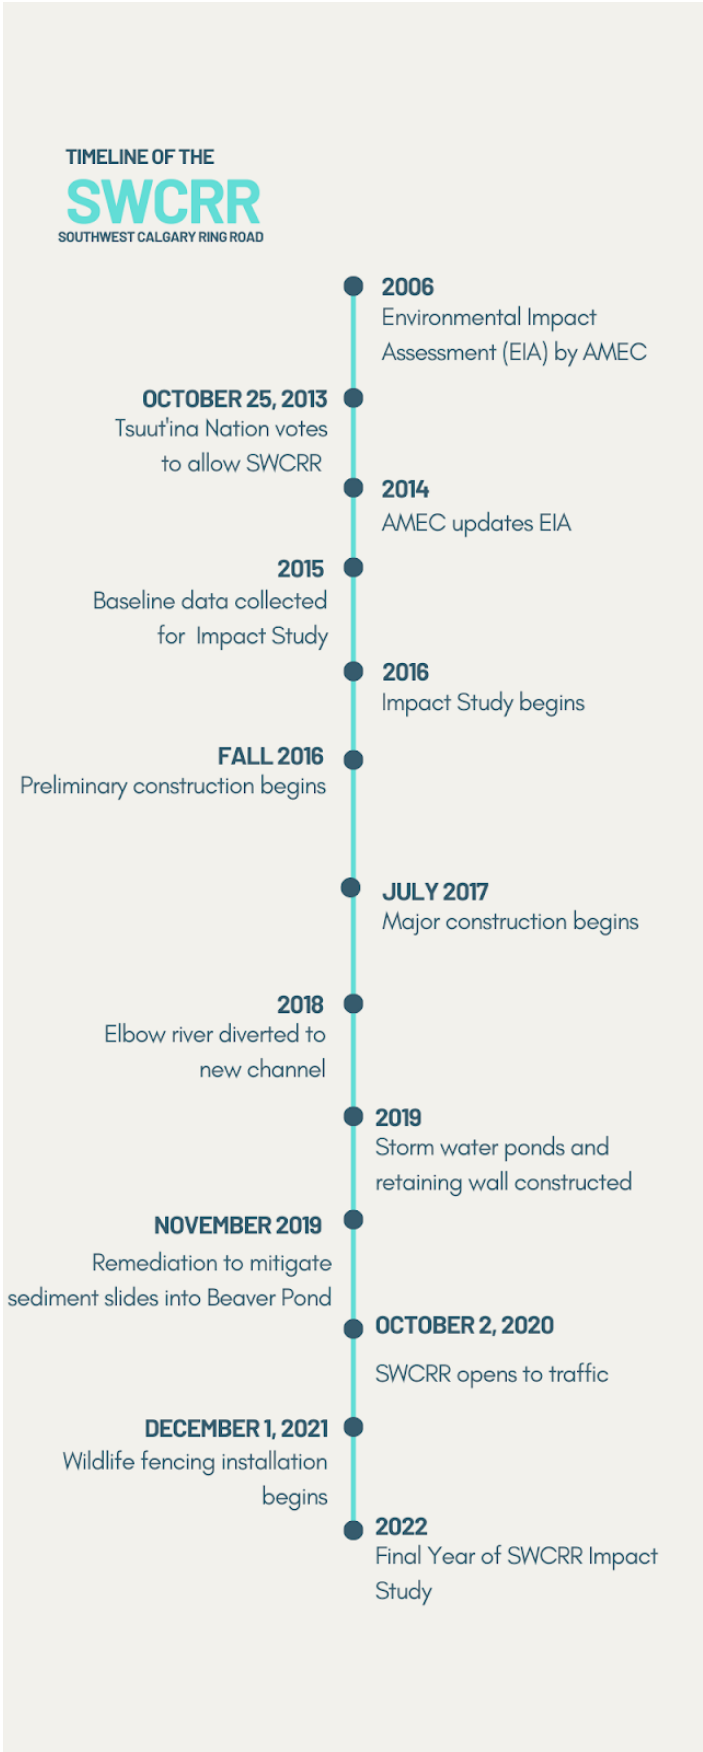 TIMELINE OF THE
SWCRR
SOUTHWEST CALGARY RING ROAD
2006
Environmental Impact
Assessment (EIA) by AMEC
OCTOBER 25, 2013
Tsuut'ina Nation votes
to allow SWCRR
2014
AMEC updates EIA
2015
Baseline data collected
for Impact Study
2016
Impact Study begins
FALL 2016
Preliminary construction begins
JULY 2017
Major construction begins
2018
Elbow river diverted to
new channel
2019
Storm water ponds and
retaining wall constructed
NOVEMBER 2019
Remediation to mitigate
sediment slides into Beaver Pond
OCTOBER 2, 2020
SWCRR opens to traffic
DECEMBER 1, 2021
Wildlife fencing installation
begins
2022
Final Year of SWCRR Impact
Study